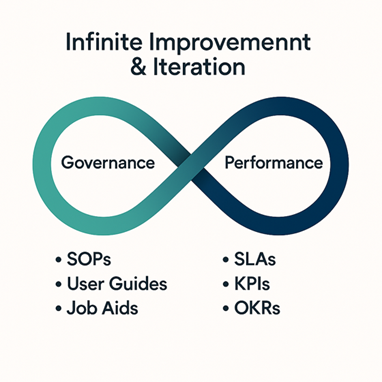 Infinite Improvemennt
& Iteration
Governance
Performance
• SOPs
• User Guides
• Job Aids
• SLAs
• KPIs
• OKRs